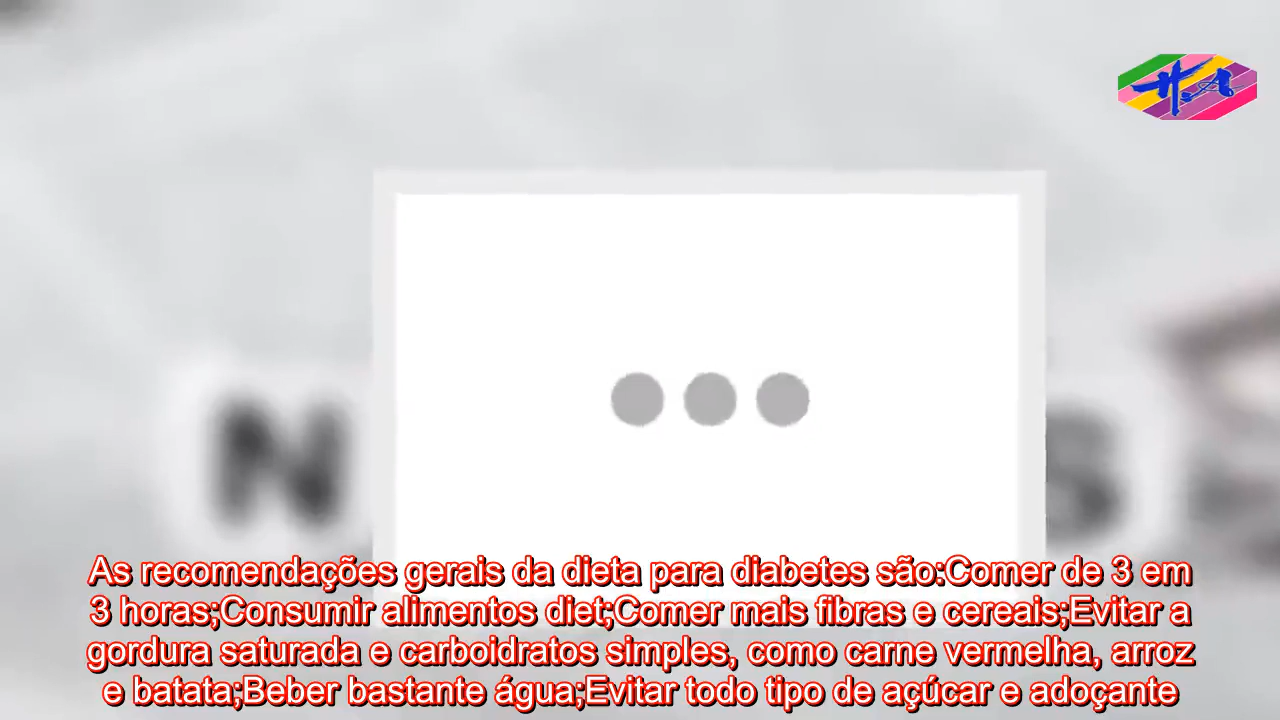 H.A
N
S
As recomendações gerais da dieta para diabetes são:Comer de 3 em
3 horas;Consumir alimentos diet;Comer mais fibras e cereais;Evitar a
gordura saturada e carboidratos simples, como carne vermelha, arroz
e batata;Beber bastante água;Evitar todo tipo de açúcar e adoçante